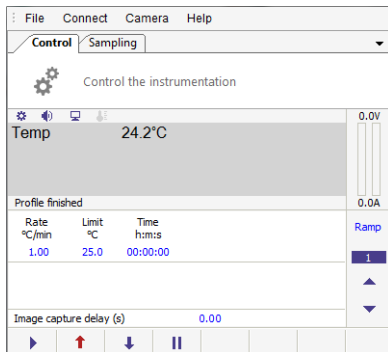 File Connect Camera Help
Control Sampling
Control the instrumentation
0.0V
Temp 24.2°C
Profile finished
0.0A
Rate Limit Time Ramp
°C/min °C h:m:s
1.00 25.0 00:00:00
1
Image capture delay (s) 0.00